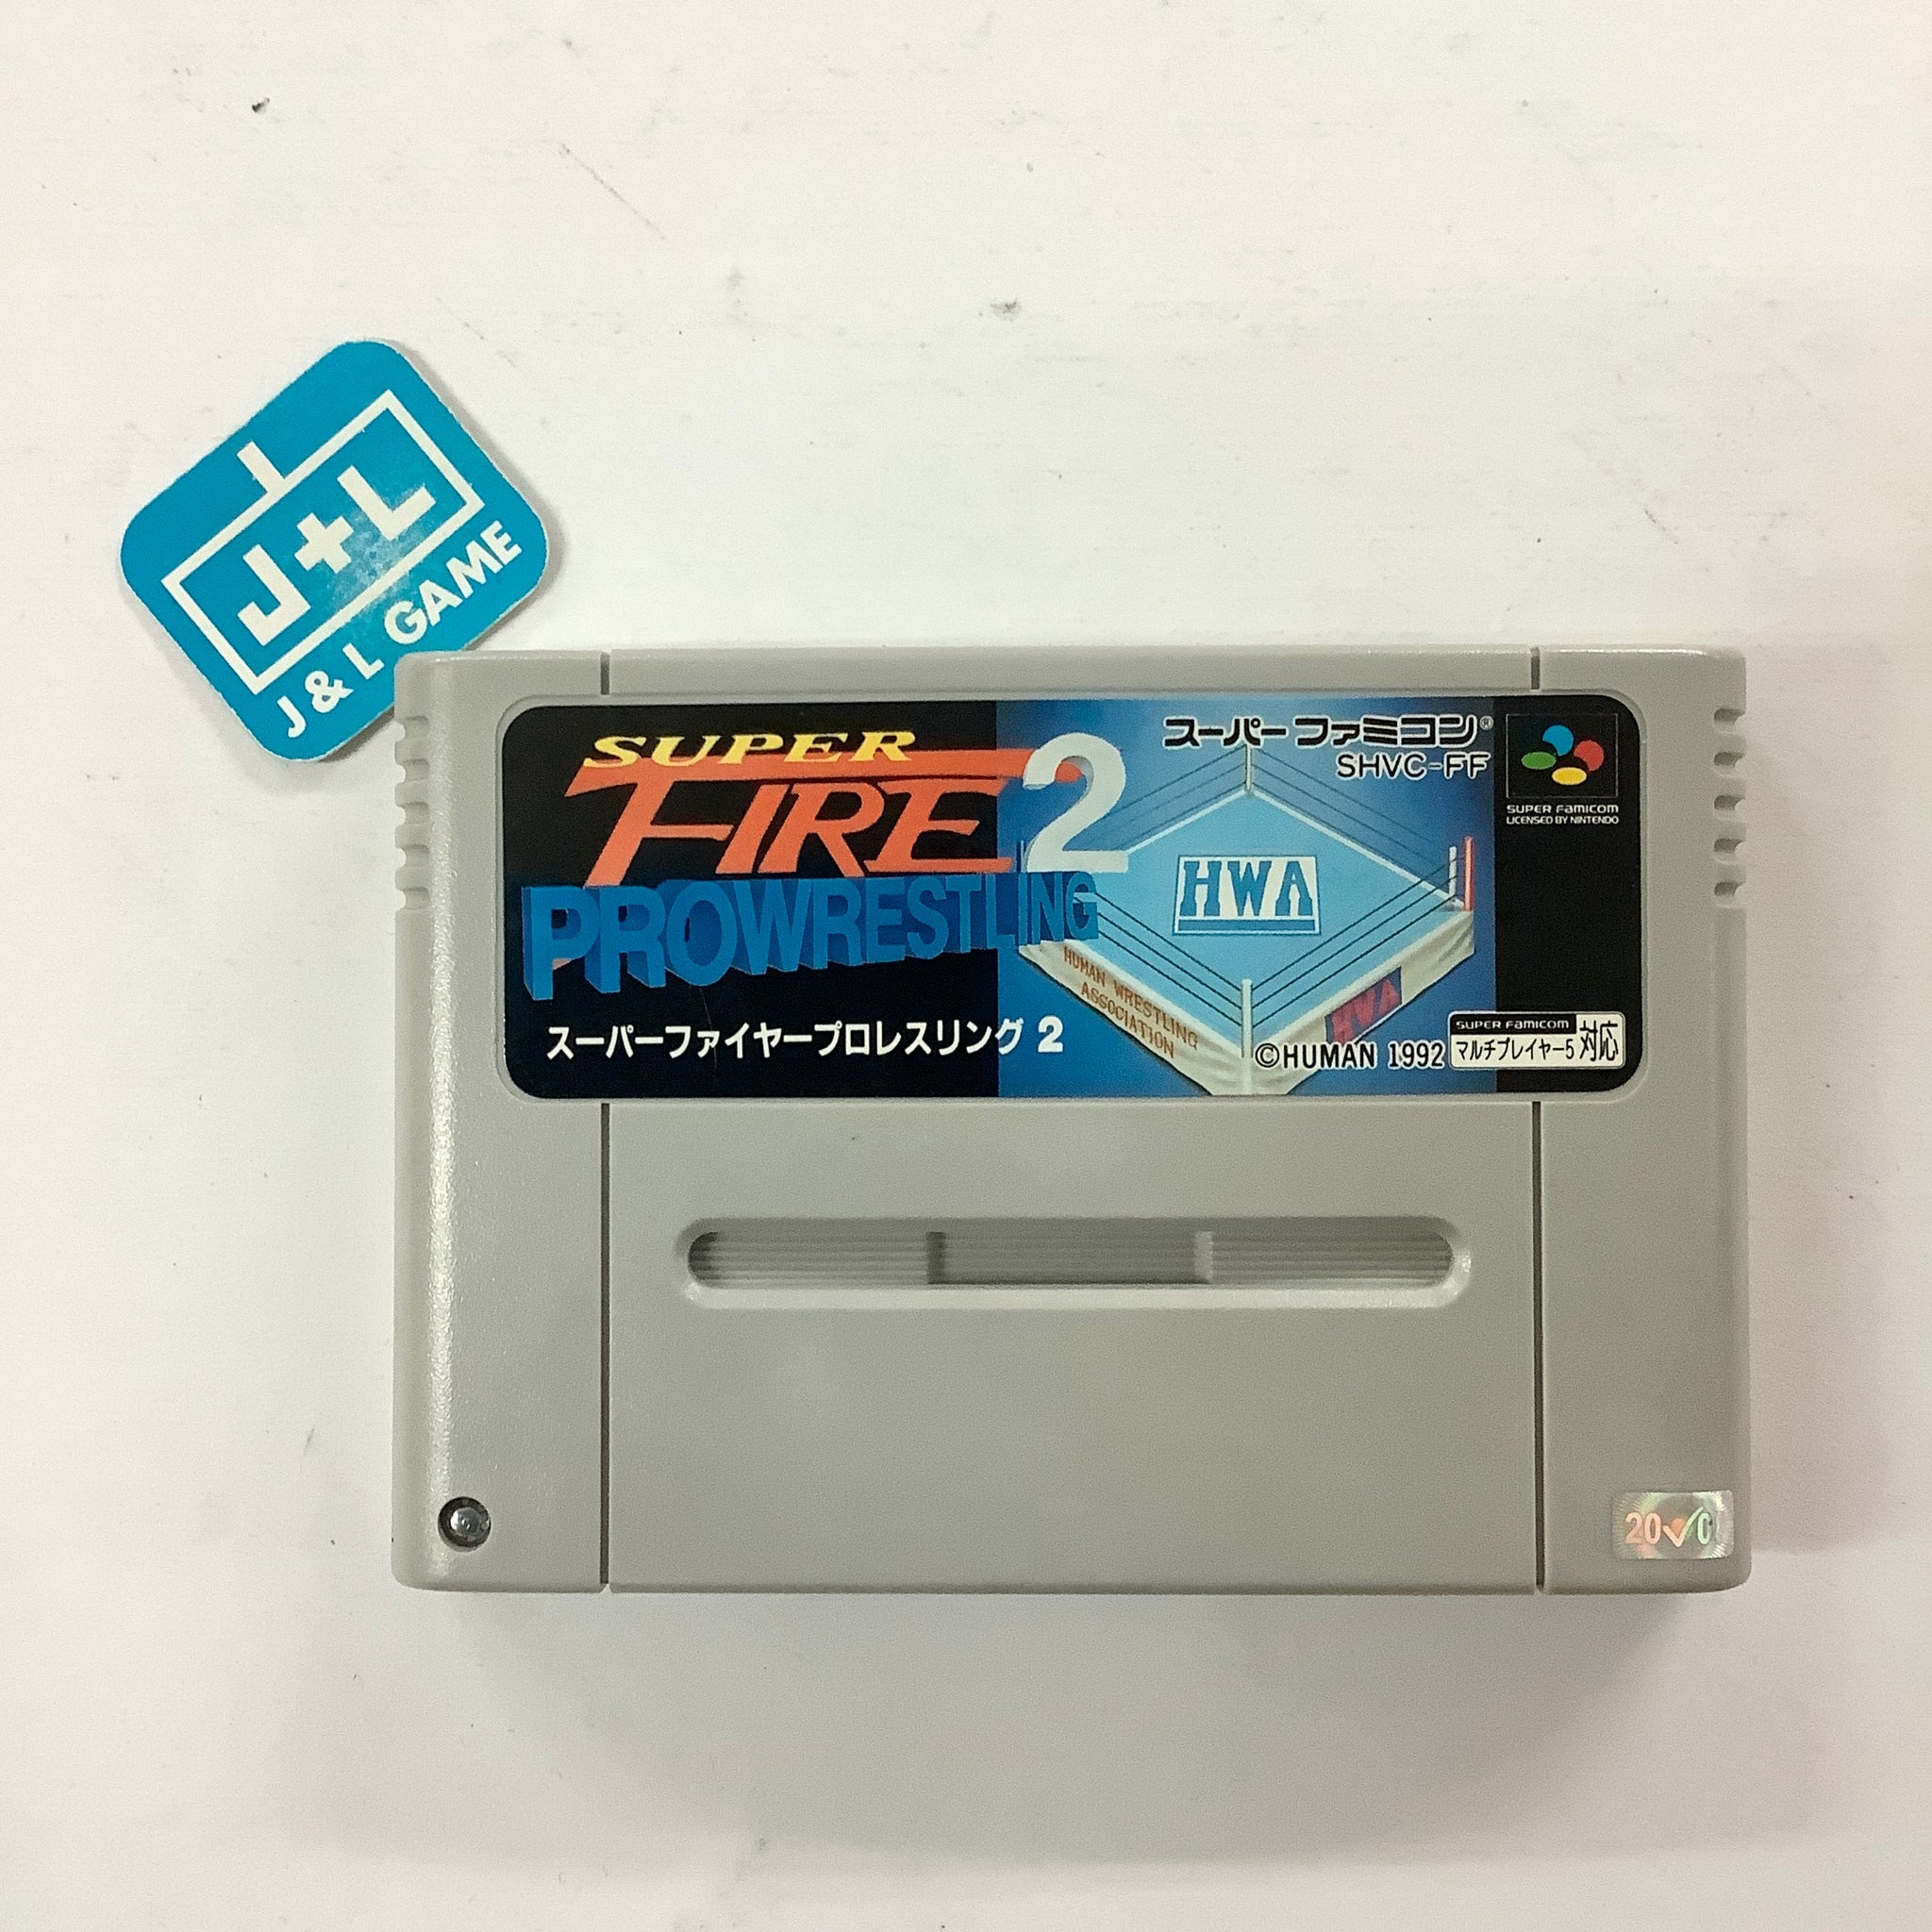 J+L
J & L GAME
SUPER
FIRE 2
PROWRESTLING
スーパーファイヤープロレスリング 2
スーパーファミコン®
SHVC-FF
SUPER FAMICOM
LICENSED BY NINTENDO
HWA
HUMAN WRESTLING
ASSOCIATION
HWA
©HUMAN 1992
SUPER FAMICOM
マルチプレイヤー5 対応